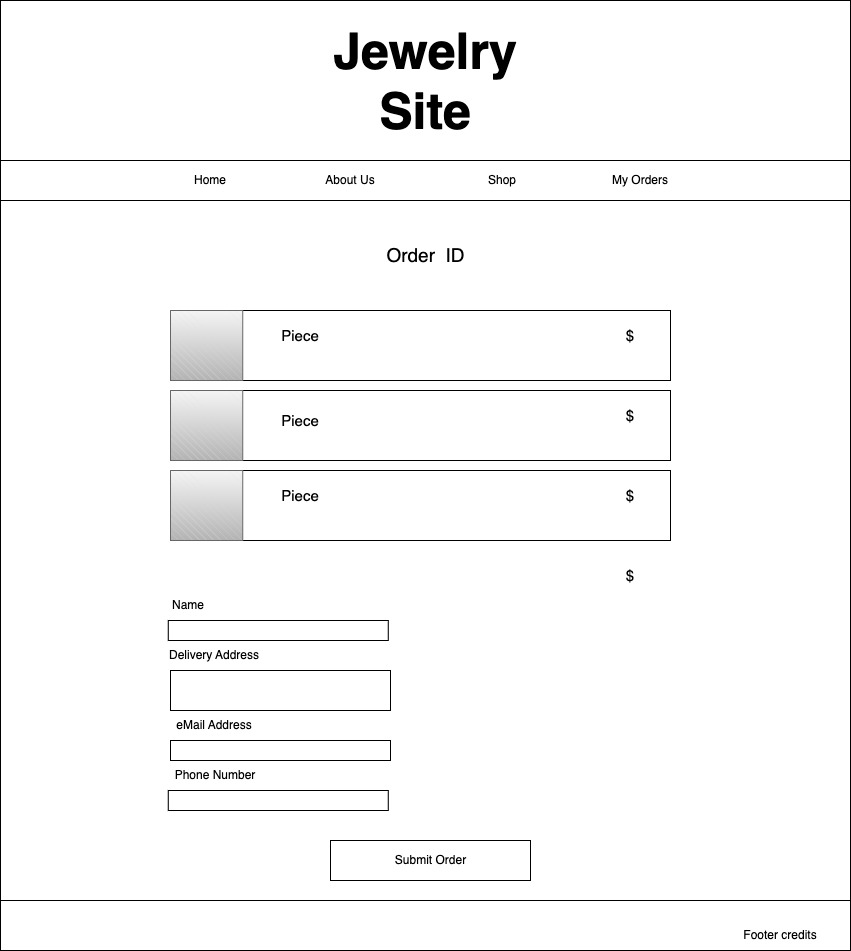 Jewelry
Site
Home About Us Shop My Orders
Order ID
Piece $
Piece $
Piece $
$
Name
Delivery Address
eMail Address
Phone Number
Submit Order
Footer credits